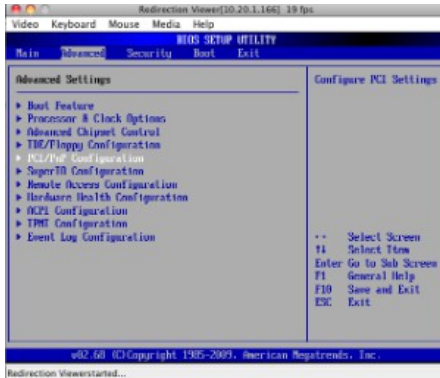 Redirection Viewer[10.20.1.166] 19 fps
Video Keyboard Mouse Media Help
BIOS SETUP UTILITY
Main Advanced Security Boot Exit
Advanced Settings
Configure PCI Settings
▶ Boot Feature
▶ Processor & Clock Options
▶ Advanced Chipset Control
▶ IDE/Floppy Configuration
▶ PCI/PnP Configuration
▶ SuperIO Configuration
▶ Remote Access Configuration
▶ Hardware Health Configuration
▶ ACPI Configuration
▶ IPMI Configuration
▶ Event Log Configuration
↔ Select Screen
↑↓ Select Item
Enter Go to Sub Screen
F1 General Help
F10 Save and Exit
ESC Exit
v02.68 (C)Copyright 1985-2009, American Megatrends, Inc.
Redirection Viewerstarted...